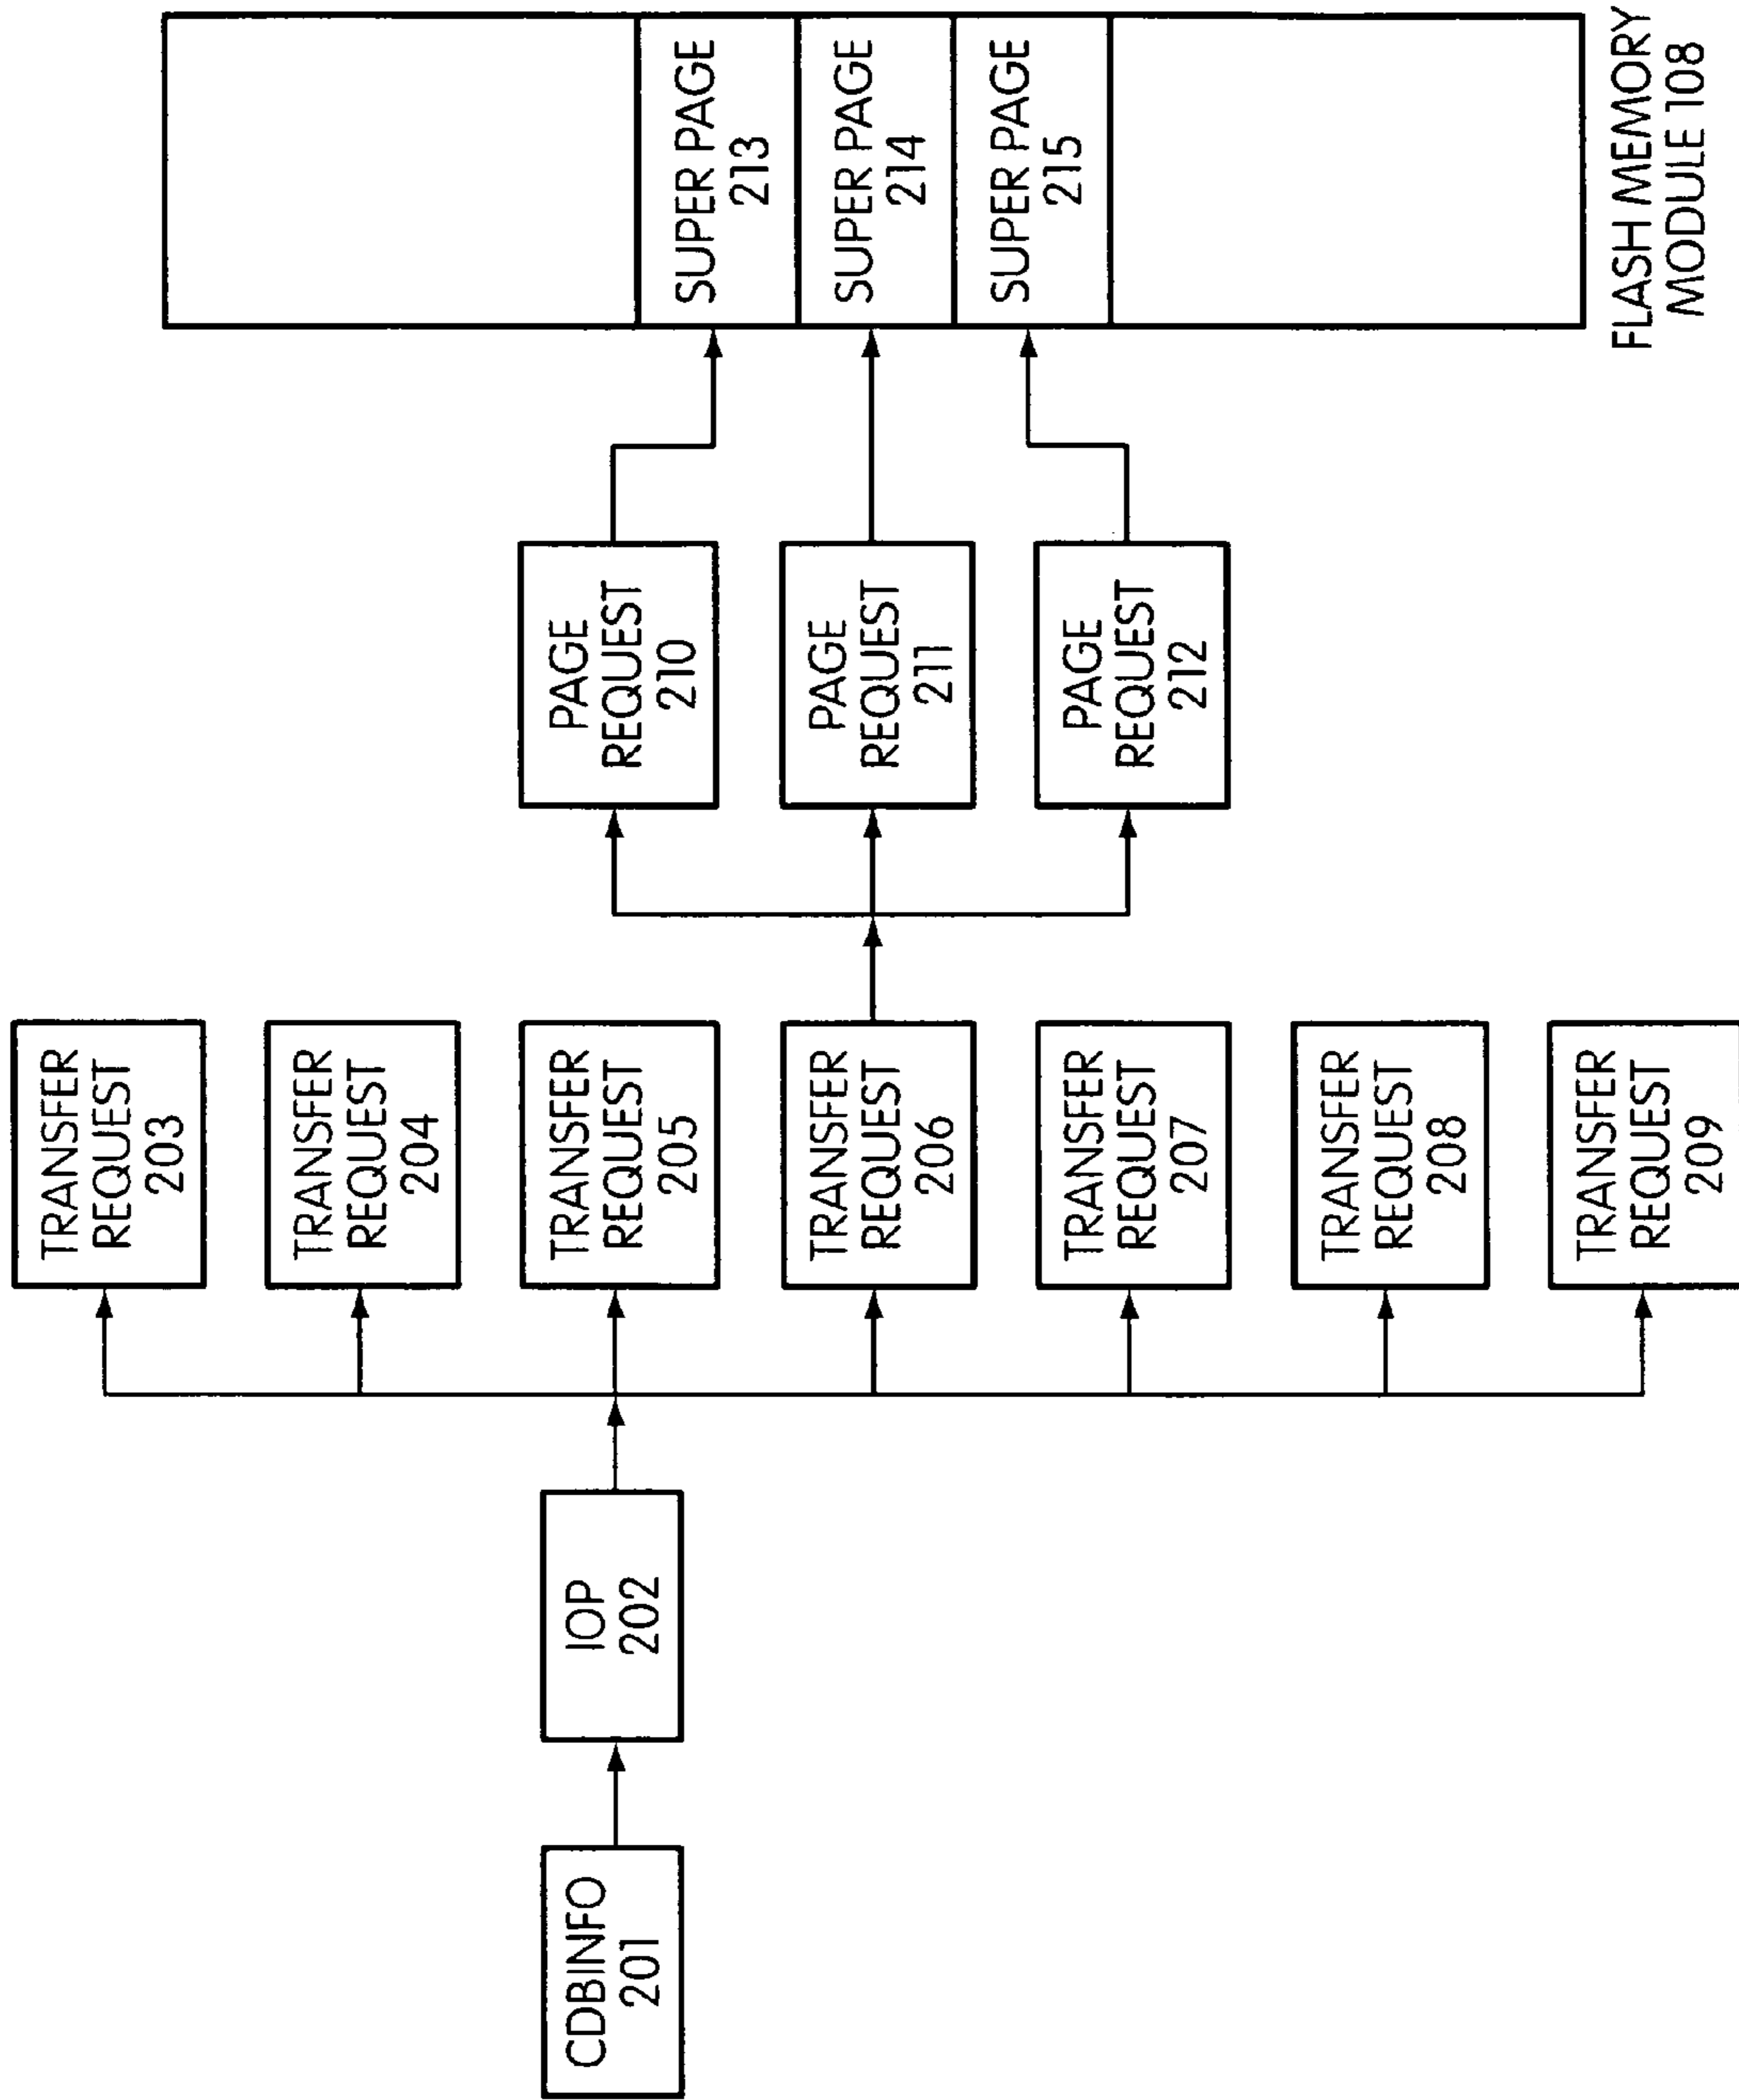 CDBINFO
201
IOP
202
TRANSFER
REQUEST
203
TRANSFER
REQUEST
204
TRANSFER
REQUEST
205
TRANSFER
REQUEST
206
TRANSFER
REQUEST
207
TRANSFER
REQUEST
208
TRANSFER
REQUEST
209
PAGE
REQUEST
210
PAGE
REQUEST
211
PAGE
REQUEST
212
SUPER PAGE
213
SUPER PAGE
214
SUPER PAGE
215
FLASH MEMORY
MODULE 108